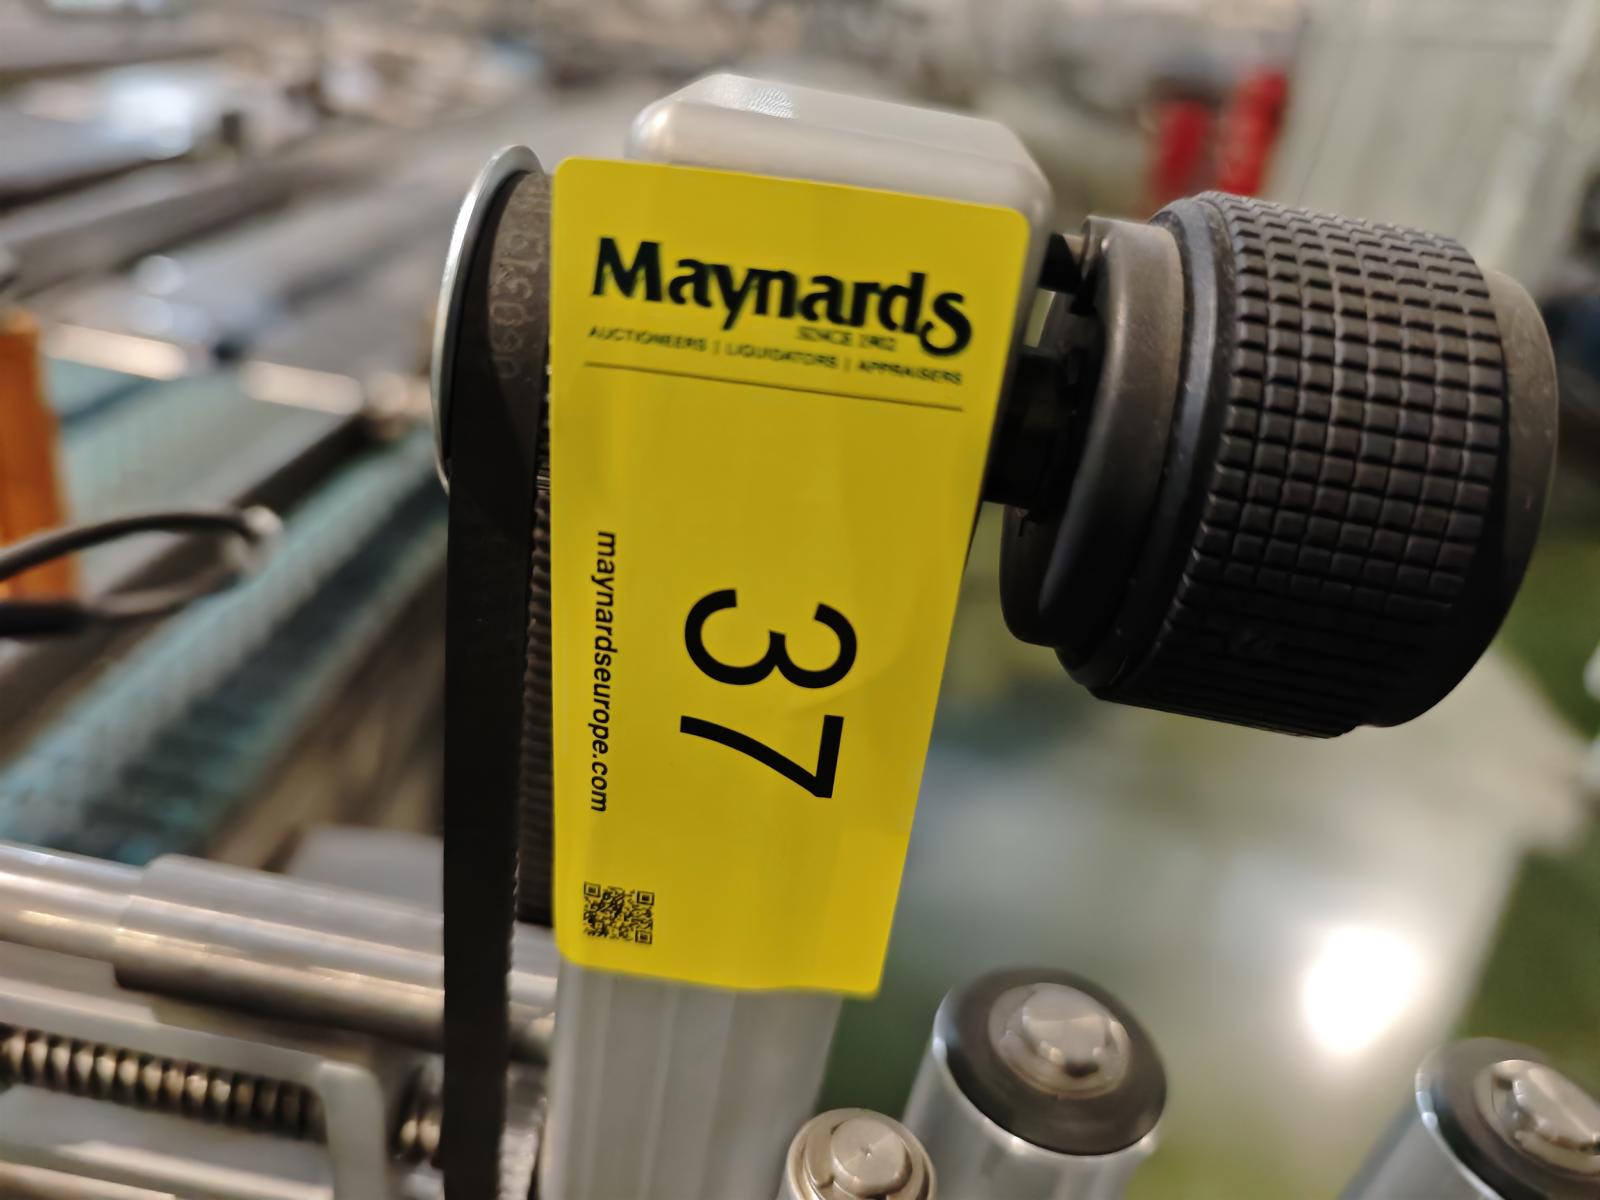 Maynards
SINCE 1902
AUCTIONEERS | LIQUIDATORS | APPRAISERS
37
maynardseurope.com